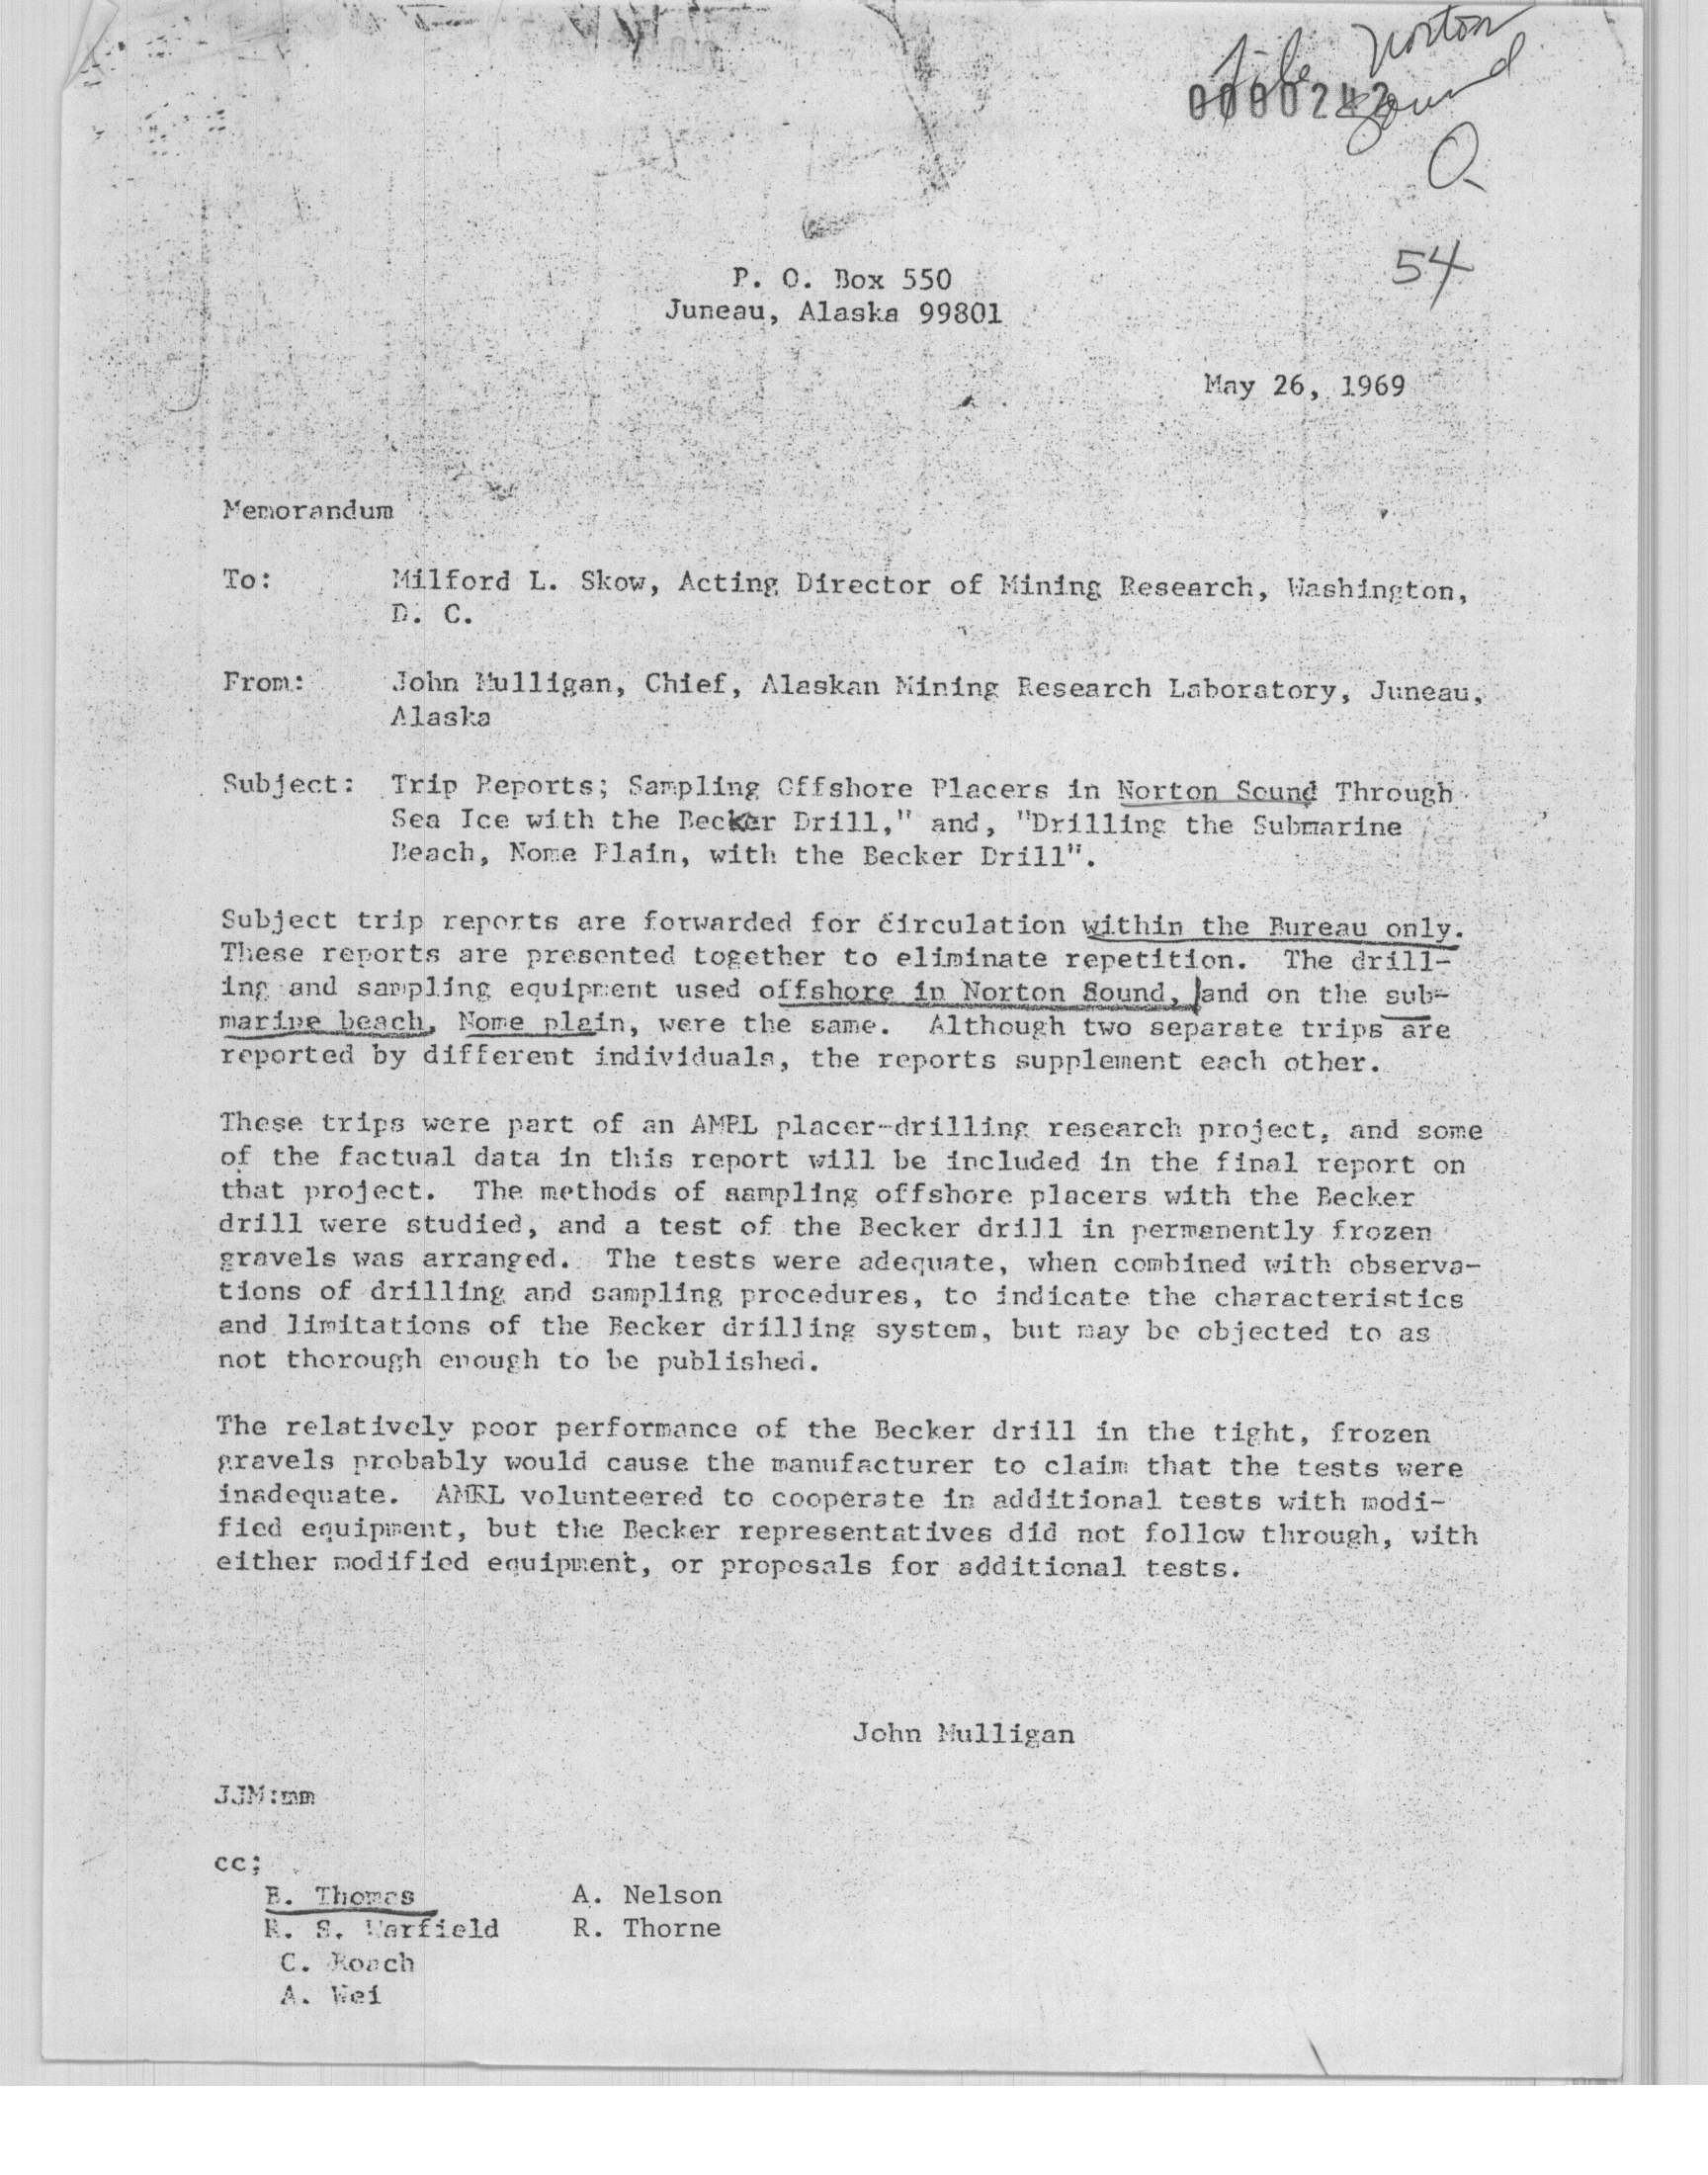 File Norton
Sound
0000242
54
P. O. Box 550
Juneau, Alaska 99801
May 26, 1969
Memorandum
To: Milford L. Skow, Acting Director of Mining Research, Washington,
D. C.
From: John Mulligan, Chief, Alaskan Mining Research Laboratory, Juneau,
Alaska
Subject: Trip Reports; Sampling Offshore Placers in Norton Sound Through
Sea Ice with the Becker Drill," and, "Drilling the Submarine
Beach, Nome Plain, with the Becker Drill".
Subject trip reports are forwarded for circulation within the Bureau only.
These reports are presented together to eliminate repetition. The drill-
ing and sampling equipment used offshore in Norton Sound, and on the sub-
marine beach, Nome plain, were the same. Although two separate trips are
reported by different individuals, the reports supplement each other.
These trips were part of an AMRL placer-drilling research project, and some
of the factual data in this report will be included in the final report on
that project. The methods of sampling offshore placers with the Becker
drill were studied, and a test of the Becker drill in permanently frozen
gravels was arranged. The tests were adequate, when combined with observa-
tions of drilling and sampling procedures, to indicate the characteristics
and limitations of the Becker drilling system, but may be objected to as
not thorough enough to be published.
The relatively poor performance of the Becker drill in the tight, frozen
gravels probably would cause the manufacturer to claim that the tests were
inadequate. AMRL volunteered to cooperate in additional tests with modi-
fied equipment, but the Becker representatives did not follow through, with
either modified equipment, or proposals for additional tests.
John Mulligan
JJM:mm
cc;
B. Thomas A. Nelson
R. S. Warfield R. Thorne
C. Roach
A. Wei